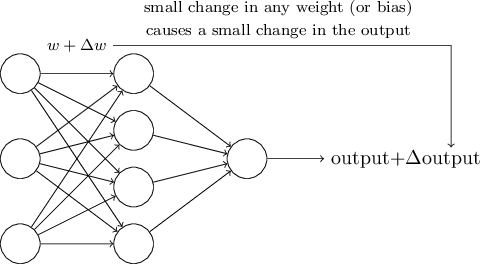 small change in any weight (or bias)
causes a small change in the output
w + Δw
output+Δoutput